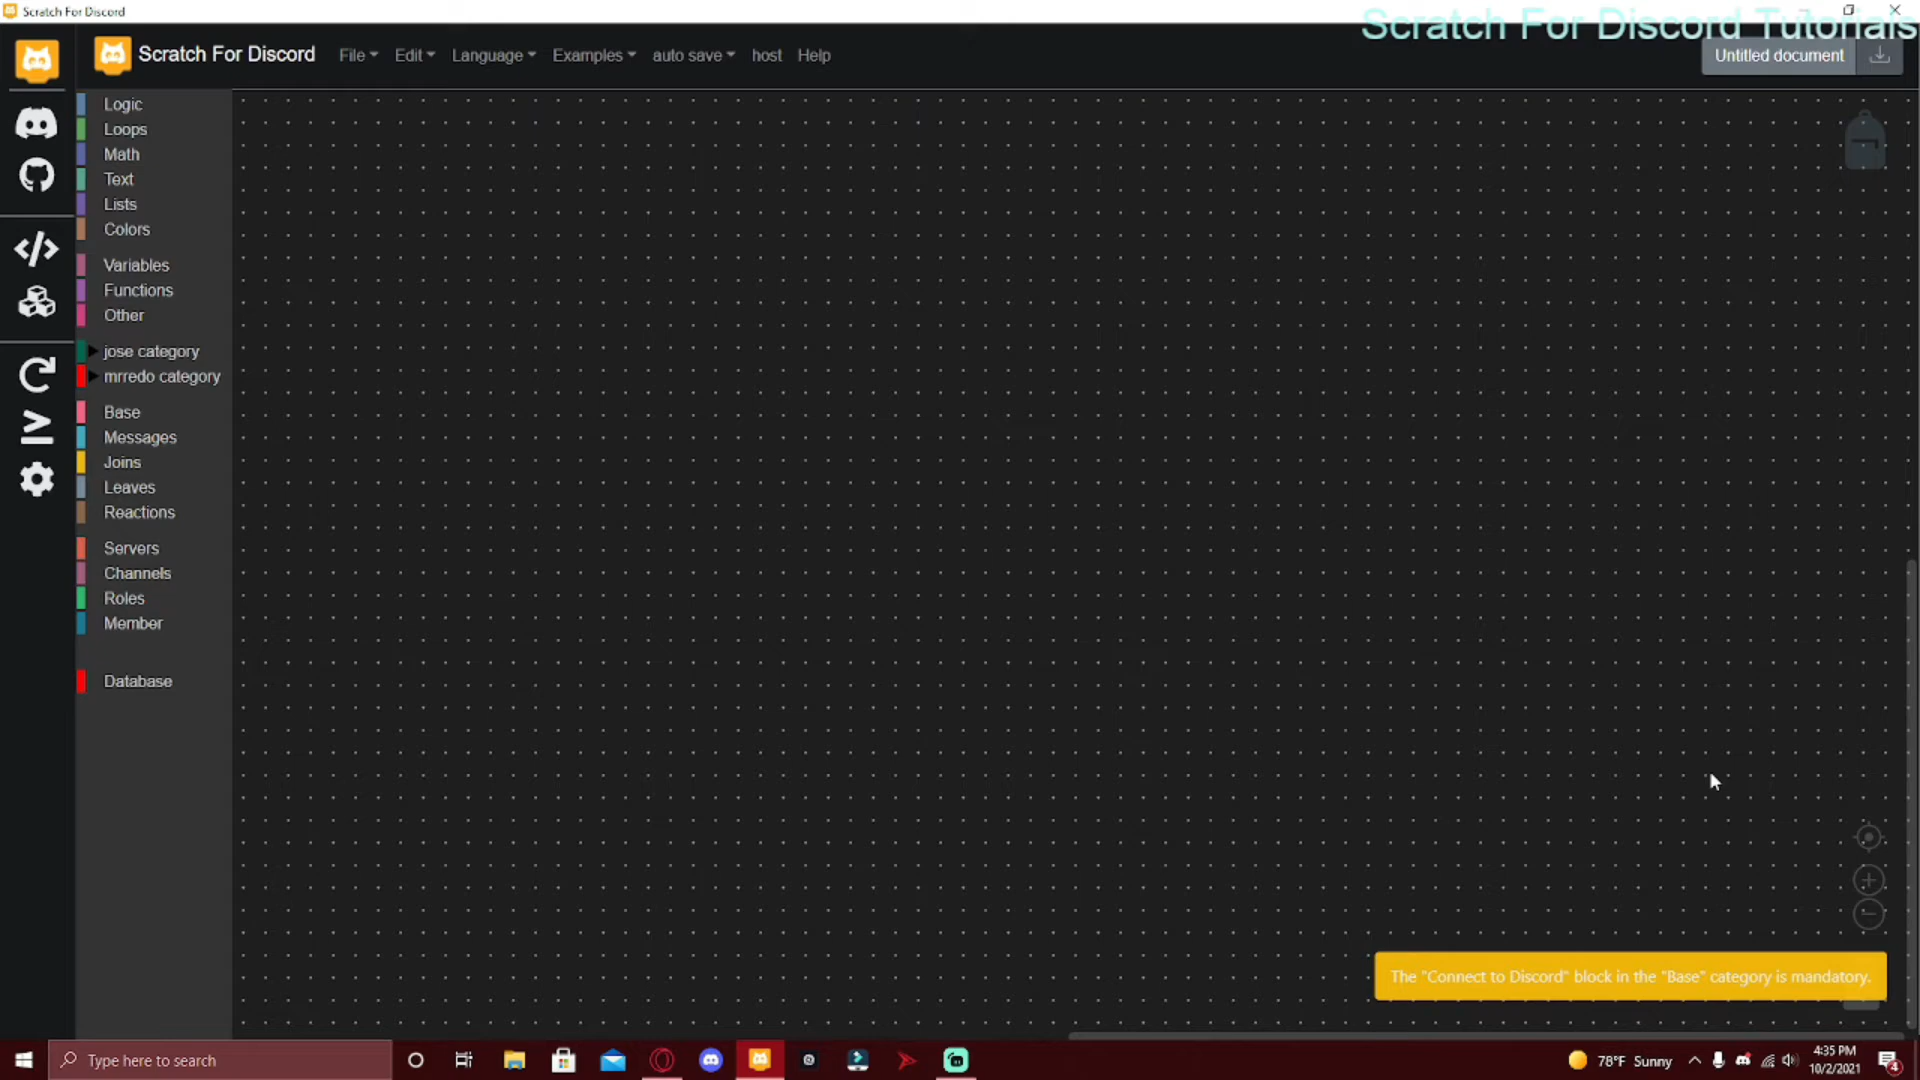 Scratch For Discord
Scratch For Discord Tutorials
Scratch For Discord
File
Edit
Language
Examples
auto save
host
Help
Untitled document
Logic
Loops
Math
Text
Lists
Colors
Variables
Functions
Other
jose category
mrredo category
Base
Messages
Joins
Leaves
Reactions
Servers
Channels
Roles
Member
Database
The "Connect to Discord" block in the "Base" category is mandatory.
Type here to search
78°F Sunny
4:35 PM
10/2/2021
4